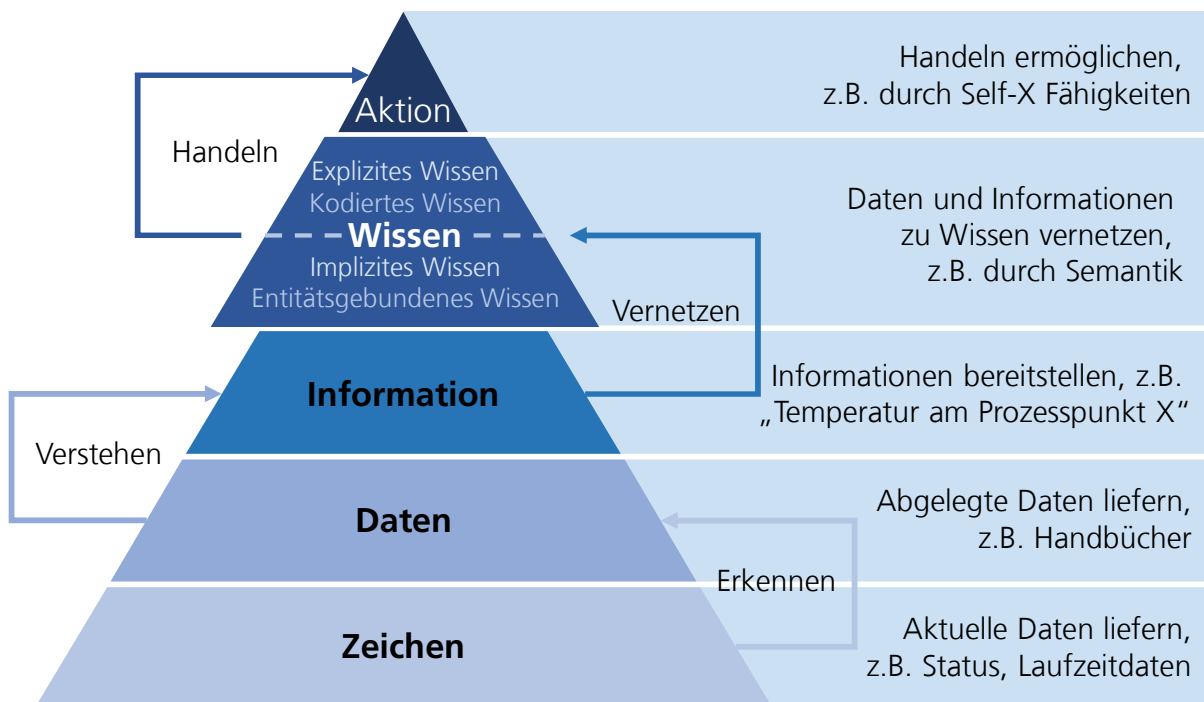 Aktion
Handeln ermöglichen,
z.B. durch Self-X Fähigkeiten
Handeln
Explizites Wissen
Kodiertes Wissen
Wissen
Implizites Wissen
Entitätsgebundenes Wissen
Daten und Informationen
zu Wissen vernetzen,
z.B. durch Semantik
Vernetzen
Information
Informationen bereitstellen, z.B.
„Temperatur am Prozesspunkt X“
Verstehen
Daten
Abgelegte Daten liefern,
z.B. Handbücher
Erkennen
Zeichen
Aktuelle Daten liefern,
z.B. Status, Laufzeitdaten